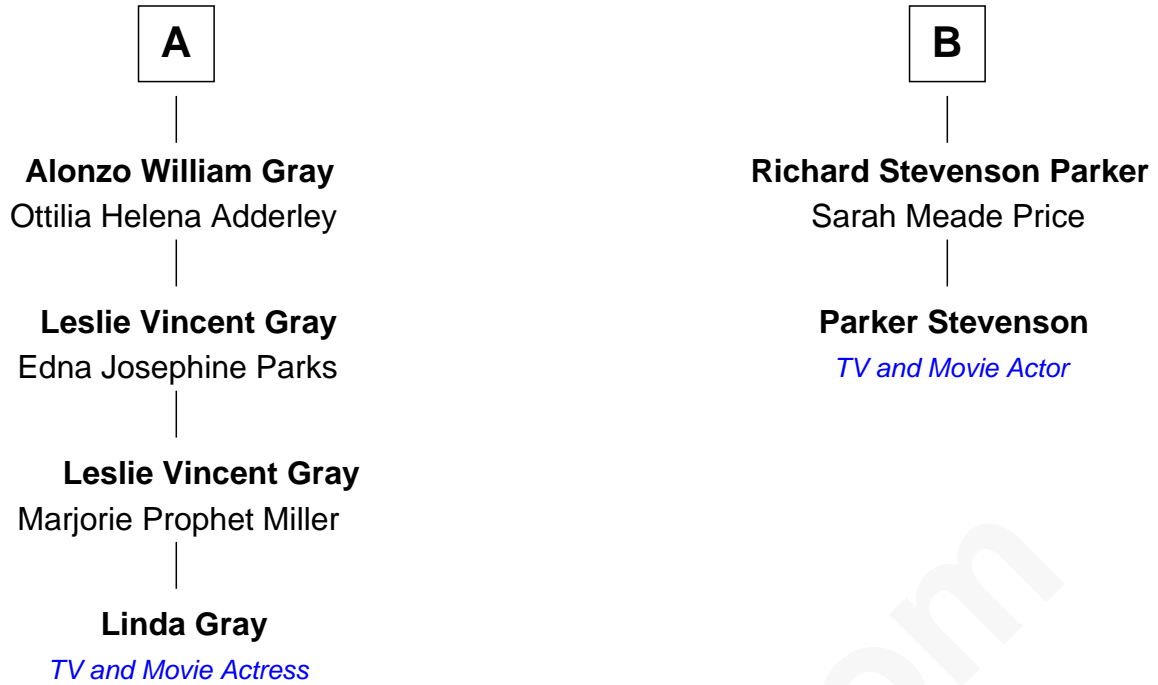 A
Alonzo William Gray
Ottilia Helena Adderley
Leslie Vincent Gray
Edna Josephine Parks
Leslie Vincent Gray
Marjorie Prophet Miller
Linda Gray
TV and Movie Actress
B
Richard Stevenson Parker
Sarah Meade Price
Parker Stevenson
TV and Movie Actor
om